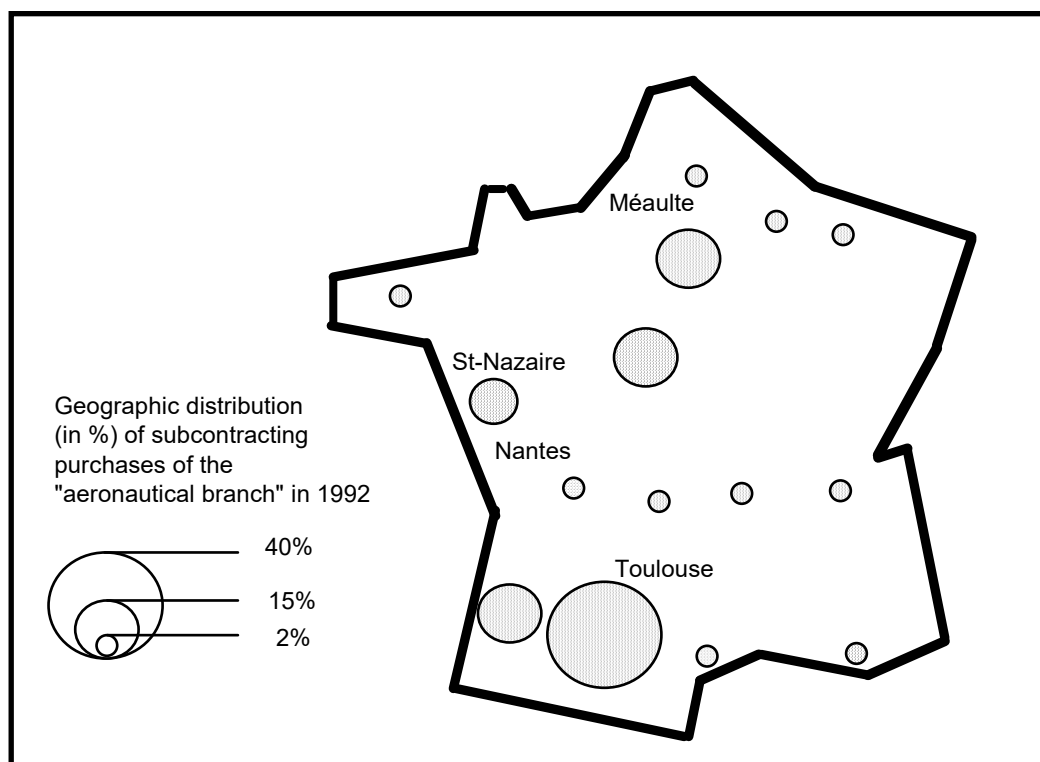 Méaulte
St-Nazaire
Geographic distribution
(in %) of subcontracting
purchases of the
"aeronautical branch" in 1992
Nantes
40%
Toulouse
15%
2%